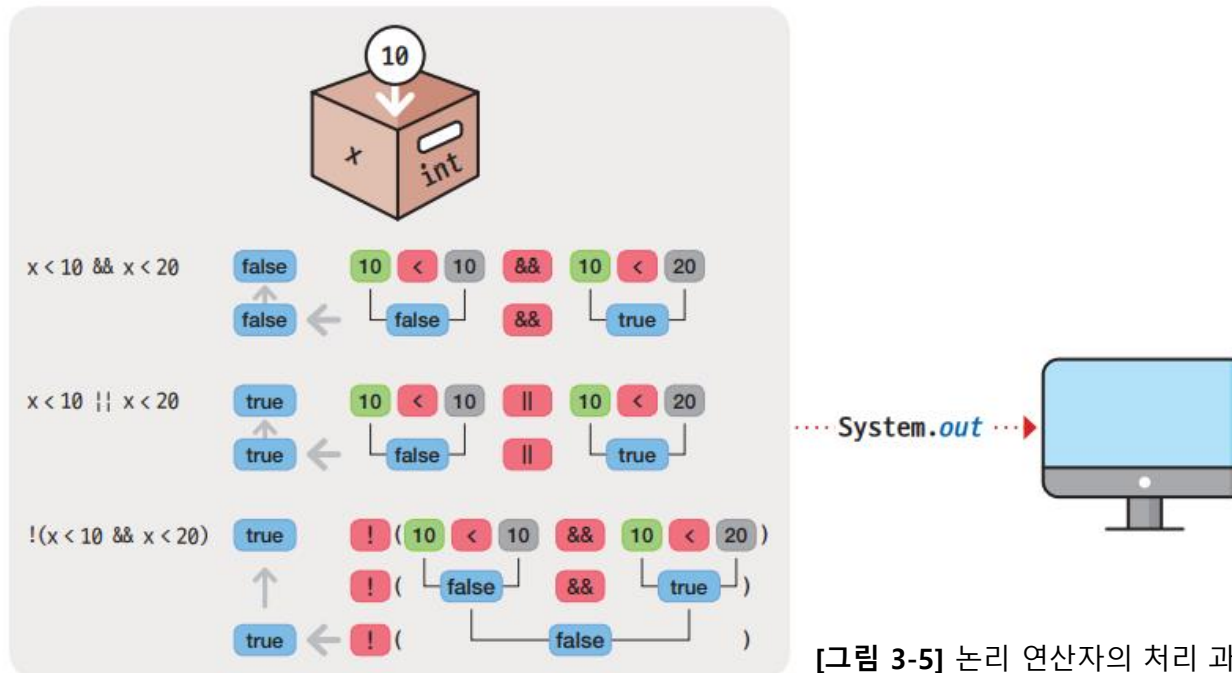 10
x
int
x < 10 && x < 20 false 10 < 10 && 10 < 20
false false && true
x < 10 || x < 20 true 10 < 10 || 10 < 20
true false || true
System.out
!(x < 10 && x < 20) true ! ( 10 < 10 && 10 < 20 )
! ( false && true )
true ! ( false )
[그림 3-5] 논리 연산자의 처리 과